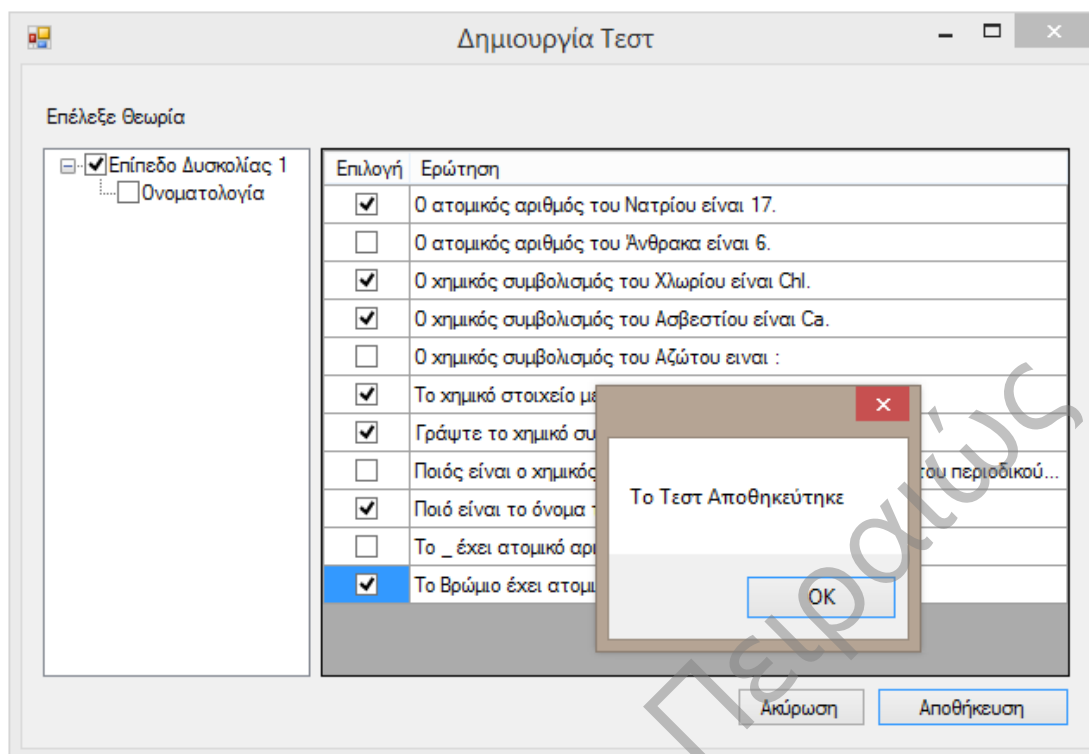 Δημιουργία Τεστ
Επέλεξε Θεωρία
Επίπεδο Δυσκολίας 1
Ονοματολογία
Επιλογή Ερώτηση
Ο ατομικός αριθμός του Νατρίου είναι 17.
Ο ατομικός αριθμός του Άνθρακα είναι 6.
Ο χημικός συμβολισμός του Χλωρίου είναι Chl.
Ο χημικός συμβολισμός του Ασβεστίου είναι Ca.
Ο χημικός συμβολισμός του Αζώτου ειναι :
Το χημικό στοιχείο με
Γράψτε το χημικό συ
Ποιός είναι ο χημικός του περιοδικού...
Ποιό είναι το όνομα τ
Το _ έχει ατομικό αρι
Το Βρώμιο έχει ατομι
Το Τεστ Αποθηκεύτηκε
OK
Ακύρωση Αποθήκευση
Πειραιώς